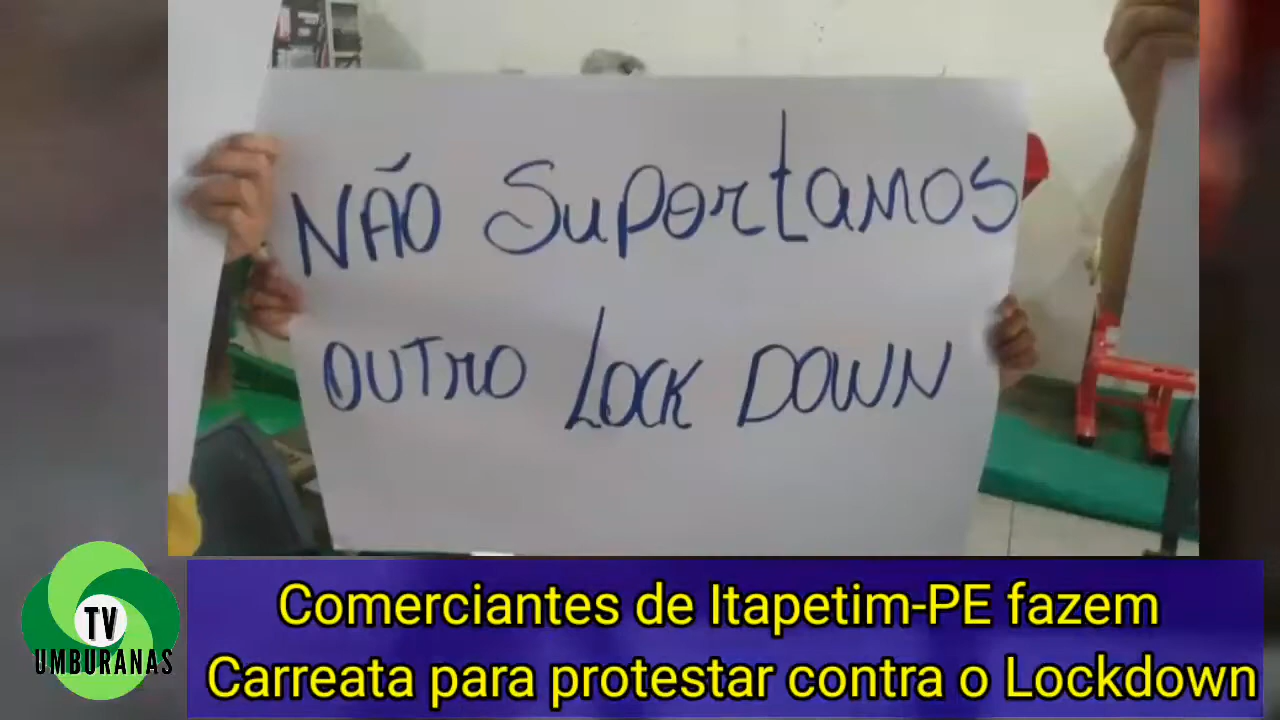 NÃO SuPortamos
OUTRO LOCK DOWN
TV
UMBURANAS
Comerciantes de Itapetim-PE fazem
Carreata para protestar contra o Lockdown